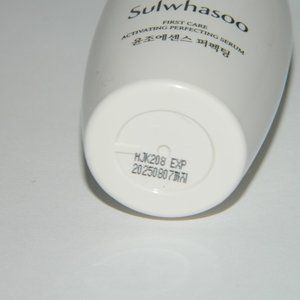 Sulwhasoo
FIRST CARE
ACTIVATING PERFECTING SERUM
윤조에센스 퍼펙팅
HJK208 EXP
20250807까지